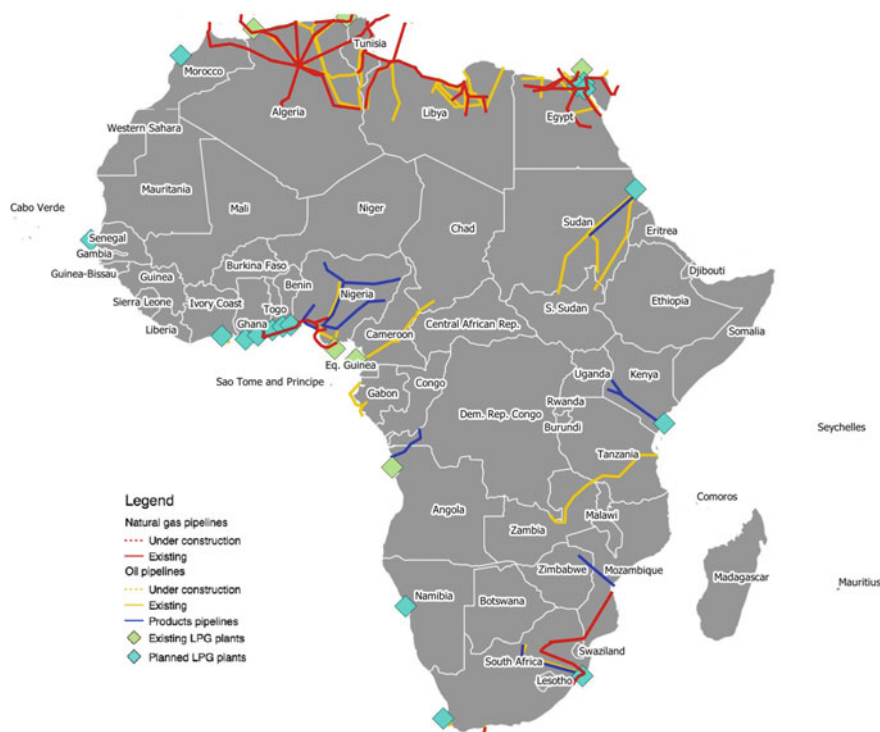 Tunisia
Morocco
Algeria
Libya
Egypt
Western Sahara
Mauritania
Mali
Niger
Chad
Sudan
Eritrea
Cabo Verde
Senegal
Gambia
Guinea-Bissau
Guinea
Burkina Faso
Benin
Nigeria
Djibouti
Sierra Leone
Ivory Coast
Togo
Ghana
Liberia
Cameroon
Central African Rep.
S. Sudan
Ethiopia
Somalia
Eq. Guinea
Sao Tome and Principe
Gabon
Congo
Uganda
Kenya
Rwanda
Dem. Rep. Congo
Burundi
Seychelles
Tanzania
Comoros
Angola
Malawi
Zambia
Zimbabwe
Mozambique
Madagascar
Mauritius
Namibia
Botswana
Swaziland
South Africa
Lesotho
Legend
Natural gas pipelines
Under construction
Existing
Oil pipelines
Under construction
Existing
Products pipelines
Existing LPG plants
Planned LPG plants